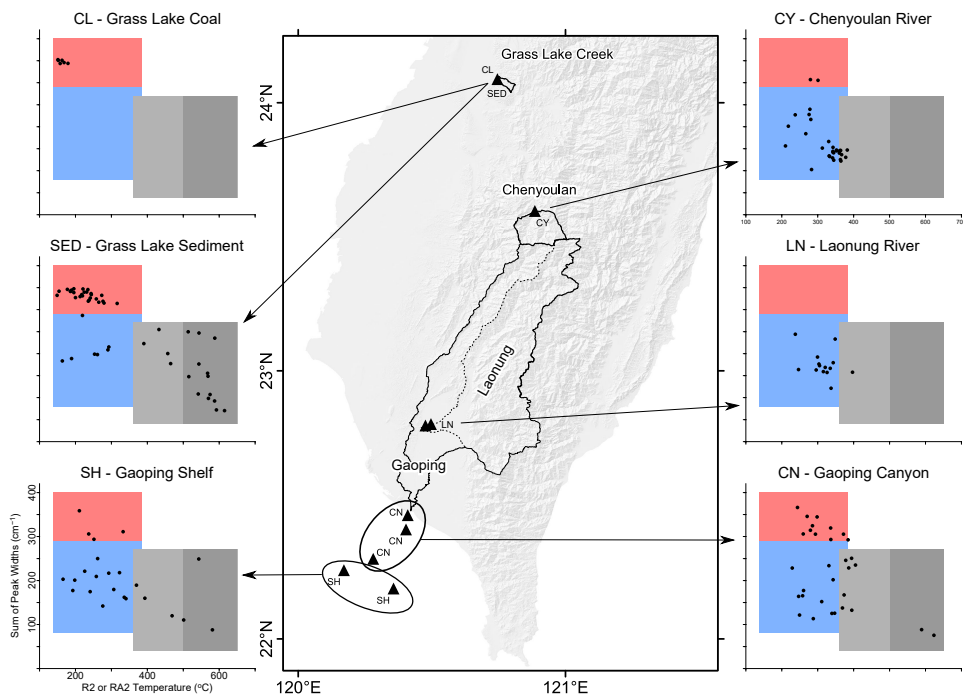 CL - Grass Lake Coal
CY - Chenyoulan River
Grass Lake Creek
CL
SED
24°N
Chenyoulan
CY
100 200 300 400 500 600 700
SED - Grass Lake Sediment
LN - Laonung River
23°N
Laonung
LN
Gaoping
SH - Gaoping Shelf
CN - Gaoping Canyon
400
300
200
100
Sum of Peak Widths (cm⁻¹)
CN
CN
CN
SH
SH
22°N
200 400 600
R2 or RA2 Temperature (°C)
120°E
121°E